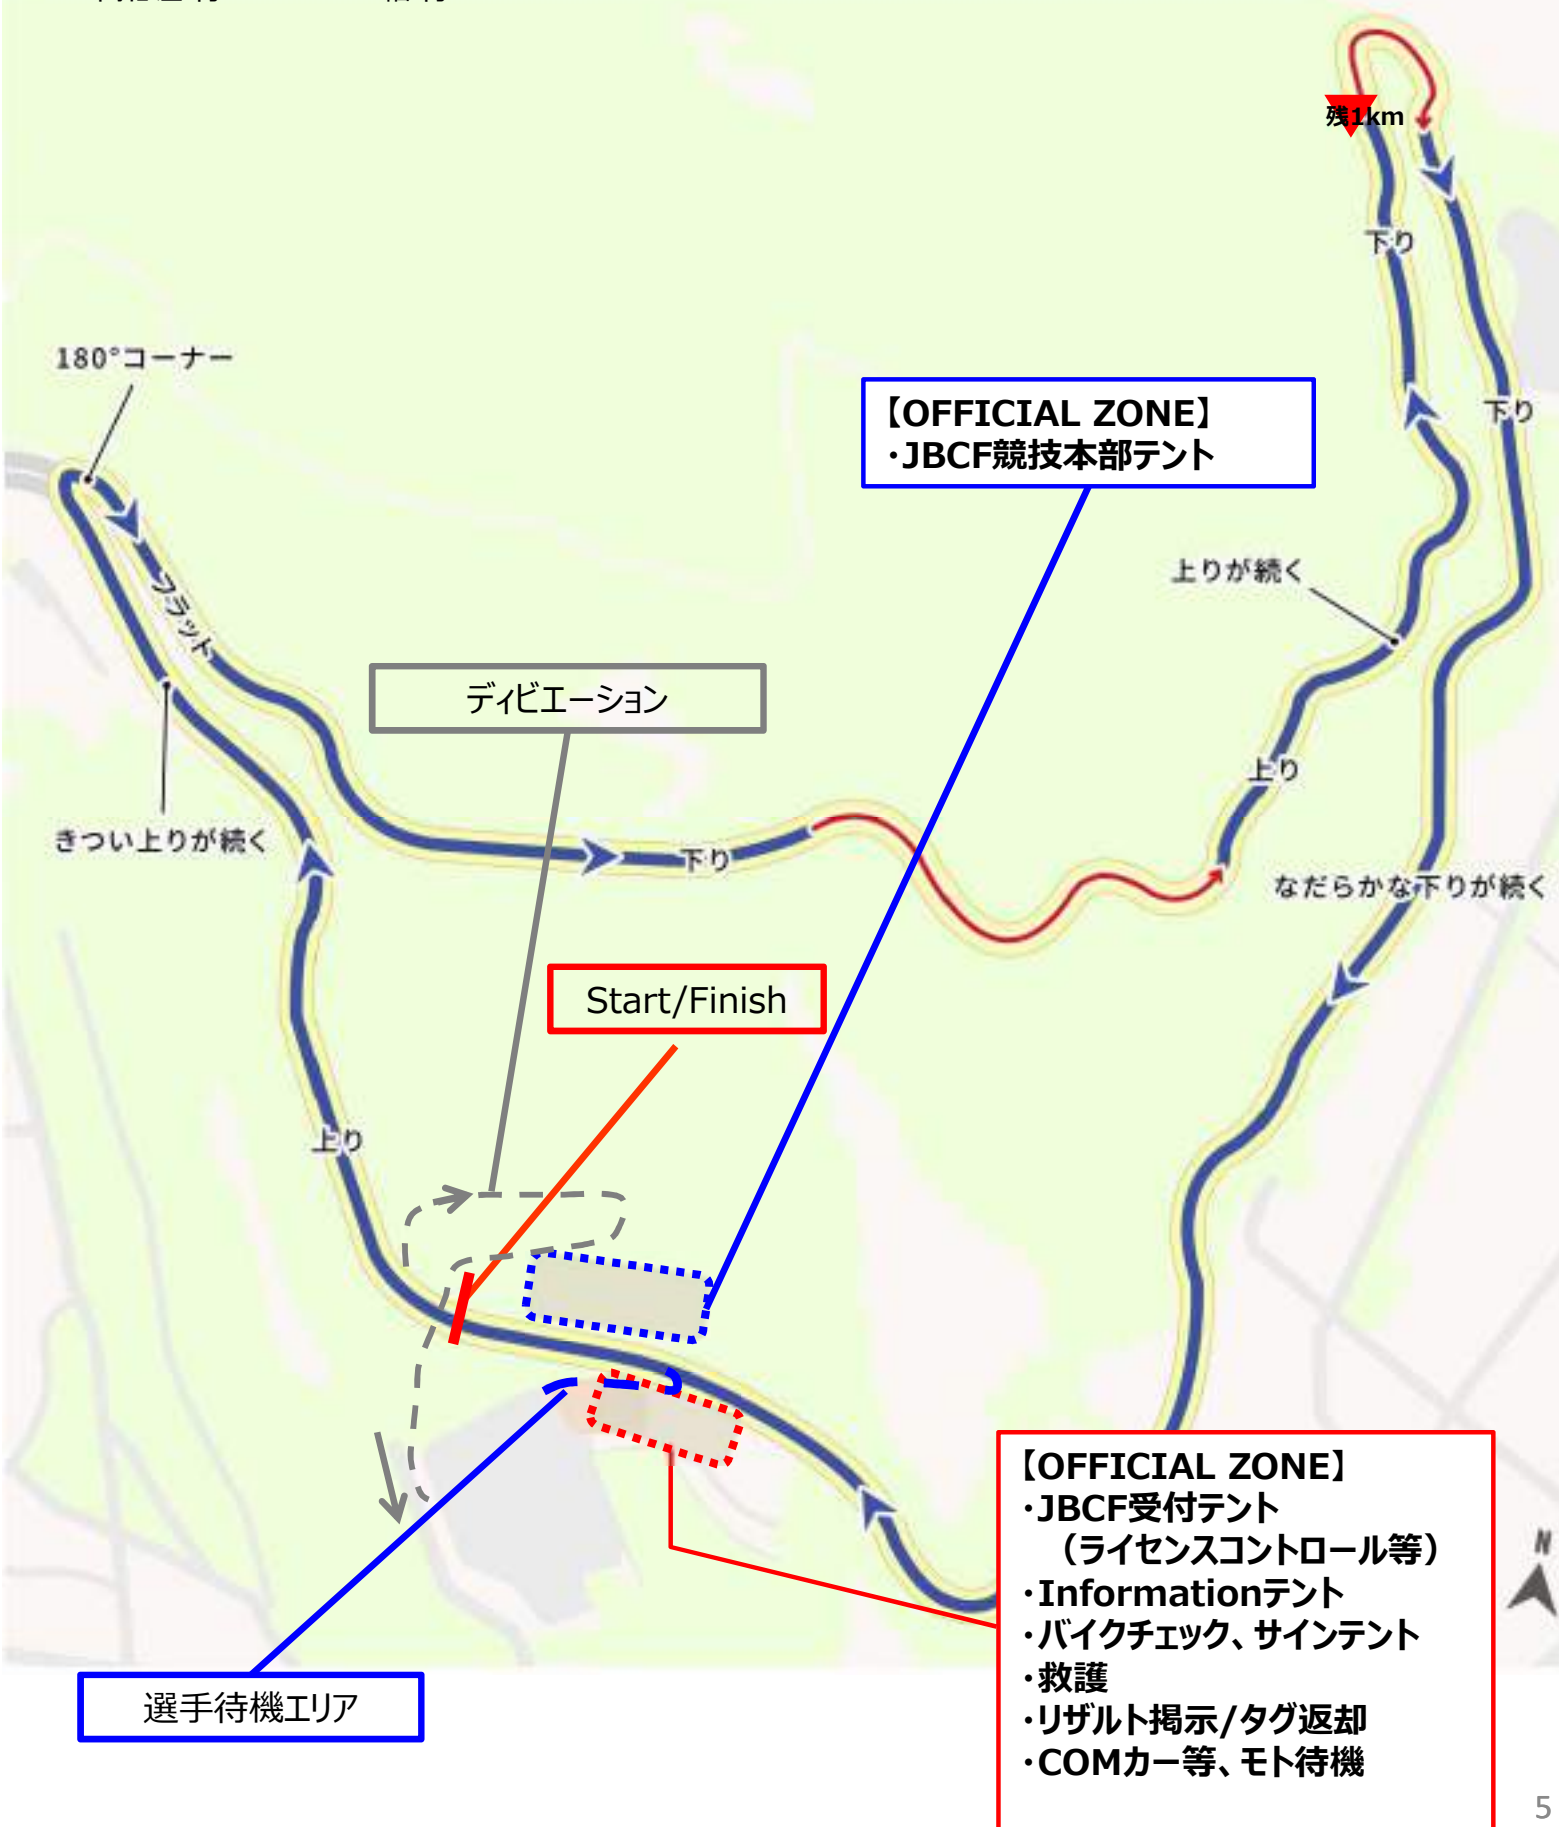 残1km
下り
180°コーナー
【OFFICIAL ZONE】
・JBCF競技本部テント
下り
上りが続く
フラット
ディビエーション
上り
きつい上りが続く
下り
なだらかな下りが続く
Start/Finish
上り
【OFFICIAL ZONE】
・JBCF受付テント
（ライセンスコントロール等）
・Informationテント
・バイクチェック、サインテント
・救護
・リザルト掲示/タグ返却
・COMカー等、モト待機
N
選手待機エリア
5